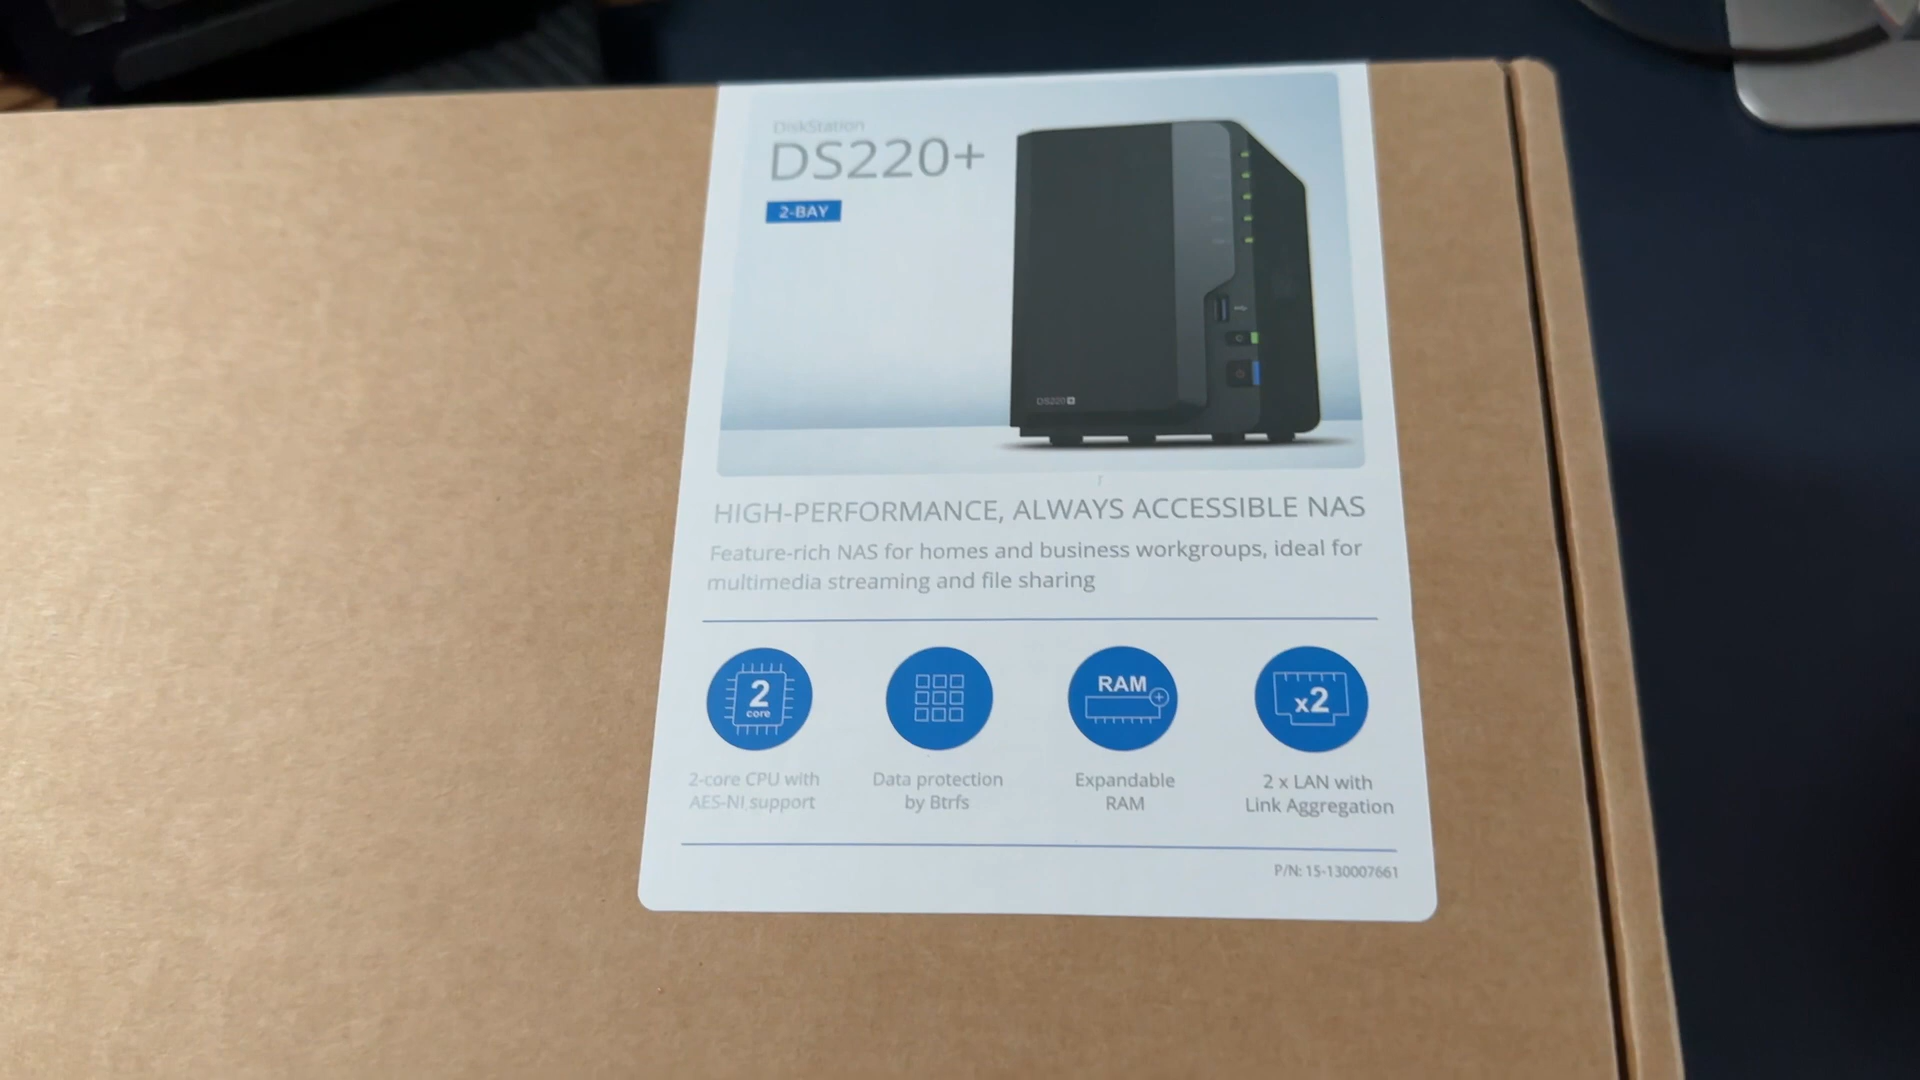 DiskStation
DS220+
2-BAY
DS220+
HIGH-PERFORMANCE, ALWAYS ACCESSIBLE NAS
Feature-rich NAS for homes and business workgroups, ideal for
multimedia streaming and file sharing
2
core
RAM
x2
2-core CPU with
AES-NI support
Data protection
by Btrfs
Expandable
RAM
2 x LAN with
Link Aggregation
P/N: 15-130007661